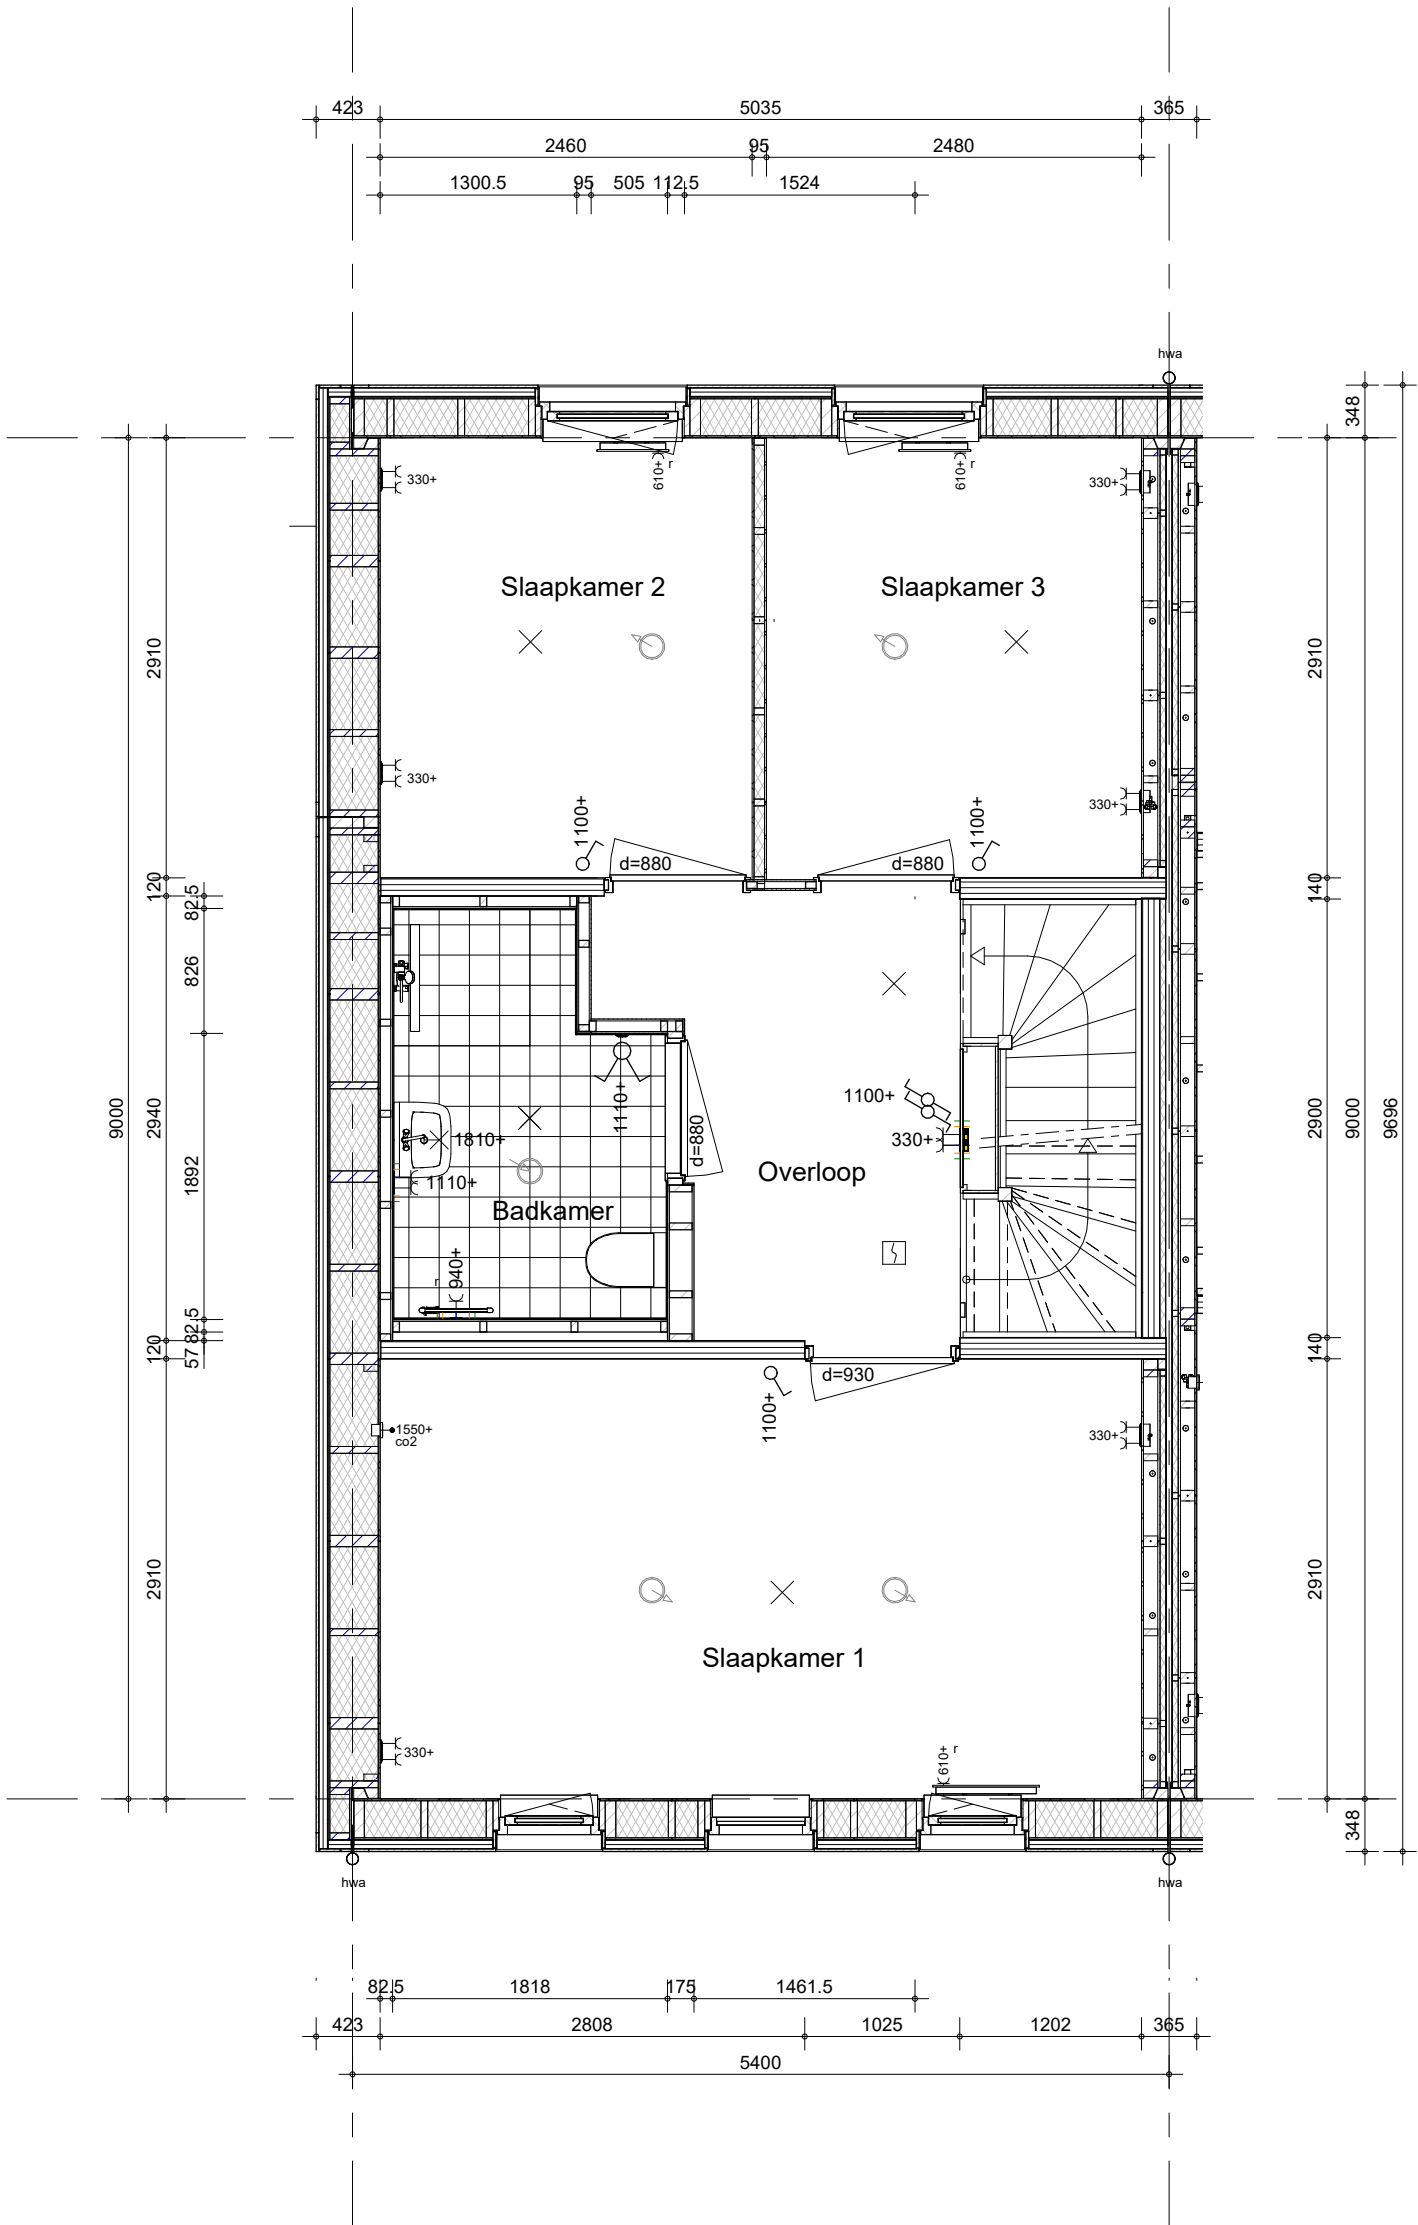 423 5035 365
2460 95 2480
1300.5 95 505 112.5 1524
hwa
348
330+ 610+ r 610+ r 330+
Slaapkamer 2 Slaapkamer 3
2910 2910
330+ 330+
1100+ 1100+
d=880 d=880
120 82.5 140
826
1100+
1110+
9000 2940 1892 1810+ d=880 330+ 2900 9000 9696
1110+ Overloop
Badkamer
940+ r
82.5
57
120 140
d=930
1100+
1550+
co2
330+
2910 2910
Slaapkamer 1
330+ 610+ r
348
hwa hwa
82.5 1818 175 1461.5
423 2808 1025 1202 365
5400